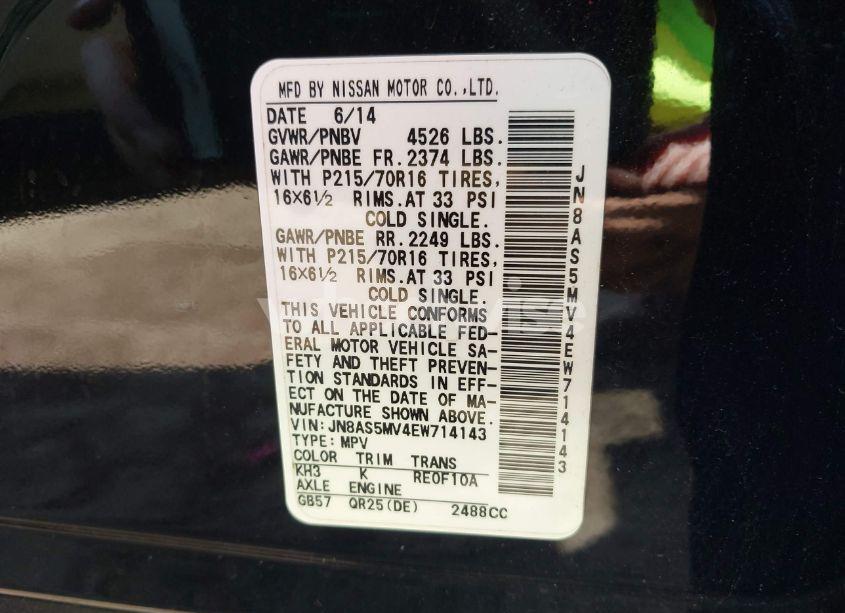 MFD BY NISSAN MOTOR CO.,LTD.
DATE 6/14
GVWR/PNBV 4526 LBS.
GAWR/PNBE FR. 2374 LBS.
WITH P215/70R16 TIRES,
16X6½ RIMS.AT 33 PSI
COLD SINGLE.
GAWR/PNBE RR. 2249 LBS.
WITH P215/70R16 TIRES,
16X6½ RIMS.AT 33 PSI
COLD SINGLE.
THIS VEHICLE CONFORMS
TO ALL APPLICABLE FED-
ERAL MOTOR VEHICLE SA-
FETY AND THEFT PREVEN-
TION STANDARDS IN EFF-
ECT ON THE DATE OF MA-
NUFACTURE SHOWN ABOVE.
VIN:JN8AS5MV4EW714143
TYPE:MPV
COLOR TRIM TRANS
KH3 K RE0F10A
AXLE ENGINE
GB57 QR25(DE) 2488CC
JN8AS5MV4EW714143